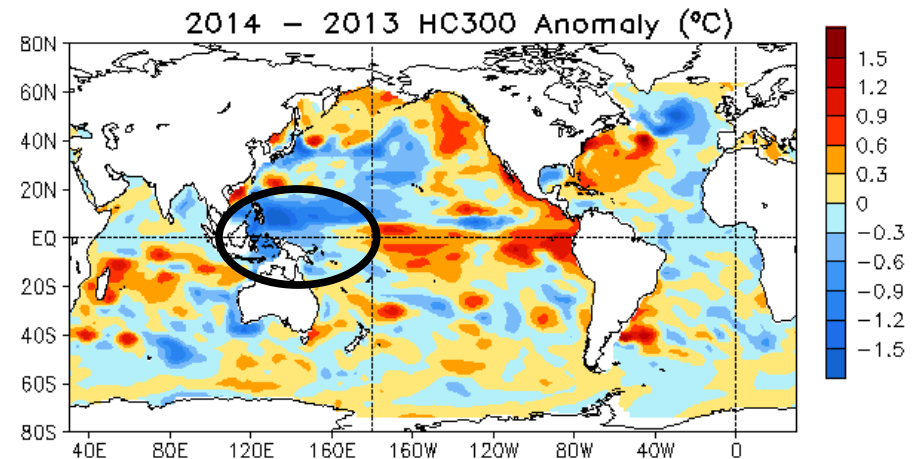 2014 – 2013 HC300 Anomaly (ºC)
80N
60N
40N
20N
EQ
20S
40S
60S
80S
40E 80E 120E 160E 160W 120W 80W 40W 0
1.5
1.2
0.9
0.6
0.3
0
−0.3
−0.6
−0.9
−1.2
−1.5